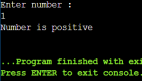 Enter number :
1
Number is positive
...Program finished with exi
Press ENTER to exit console.